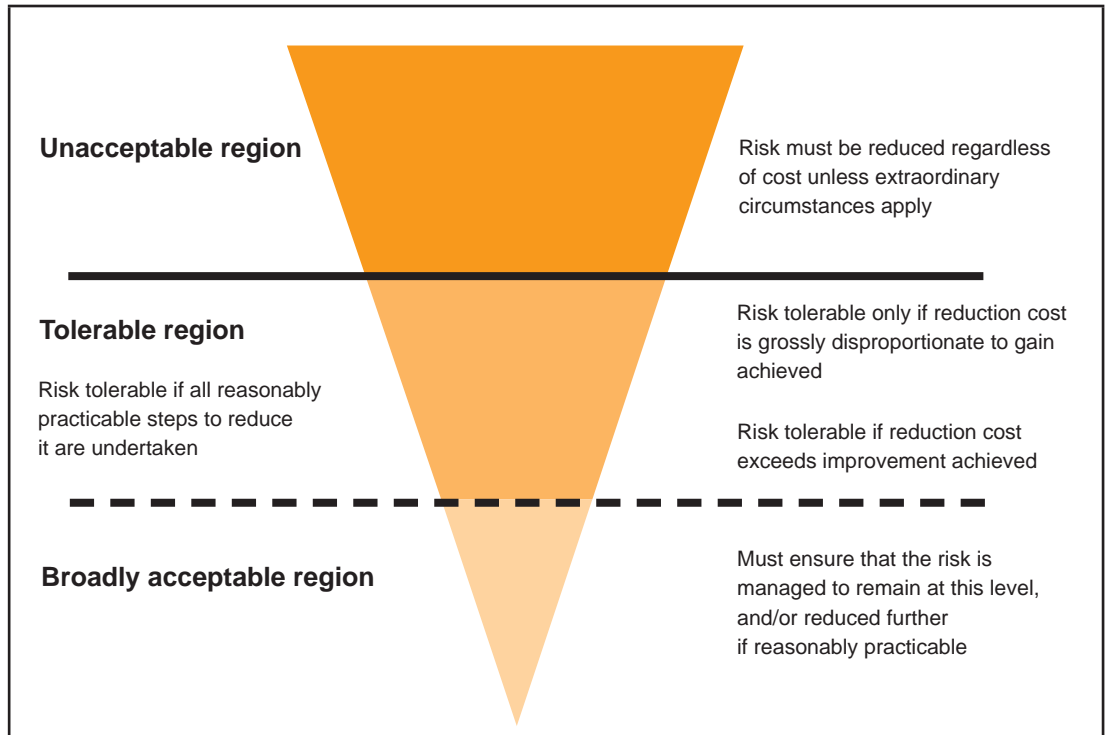 Unacceptable region
Risk must be reduced regardless
of cost unless extraordinary
circumstances apply
Tolerable region
Risk tolerable if all reasonably
practicable steps to reduce
it are undertaken
Risk tolerable only if reduction cost
is grossly disproportionate to gain
achieved
Risk tolerable if reduction cost
exceeds improvement achieved
Broadly acceptable region
Must ensure that the risk is
managed to remain at this level,
and/or reduced further
if reasonably practicable